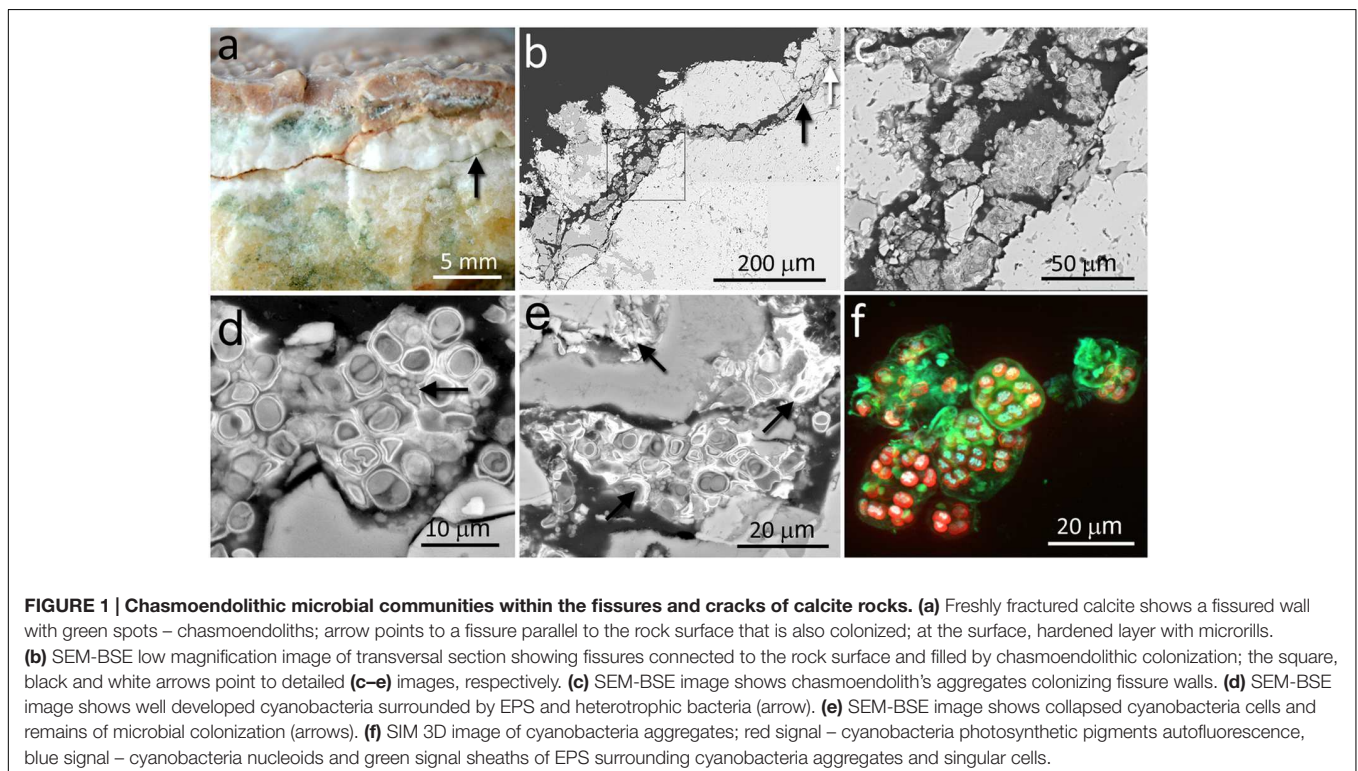 a
b
c
5 mm
200 μm
50 μm
d
e
f
10 μm
20 μm
20 μm
FIGURE 1 | Chasmoendolithic microbial communities within the fissures and cracks of calcite rocks. (a) Freshly fractured calcite shows a fissured wall
with green spots – chasmoendoliths; arrow points to a fissure parallel to the rock surface that is also colonized; at the surface, hardened layer with microrills.
(b) SEM-BSE low magnification image of transversal section showing fissures connected to the rock surface and filled by chasmoendolithic colonization; the square,
black and white arrows point to detailed (c–e) images, respectively. (c) SEM-BSE image shows chasmoendolith's aggregates colonizing fissure walls. (d) SEM-BSE
image shows well developed cyanobacteria surrounded by EPS and heterotrophic bacteria (arrow). (e) SEM-BSE image shows collapsed cyanobacteria cells and
remains of microbial colonization (arrows). (f) SIM 3D image of cyanobacteria aggregates; red signal – cyanobacteria photosynthetic pigments autofluorescence,
blue signal – cyanobacteria nucleoids and green signal sheaths of EPS surrounding cyanobacteria aggregates and singular cells.